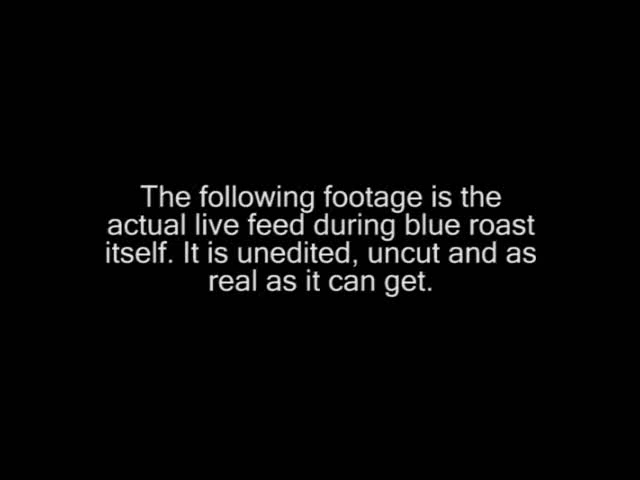 The following footage is the
actual live feed during blue roast
itself. It is unedited, uncut and as
real as it can get.